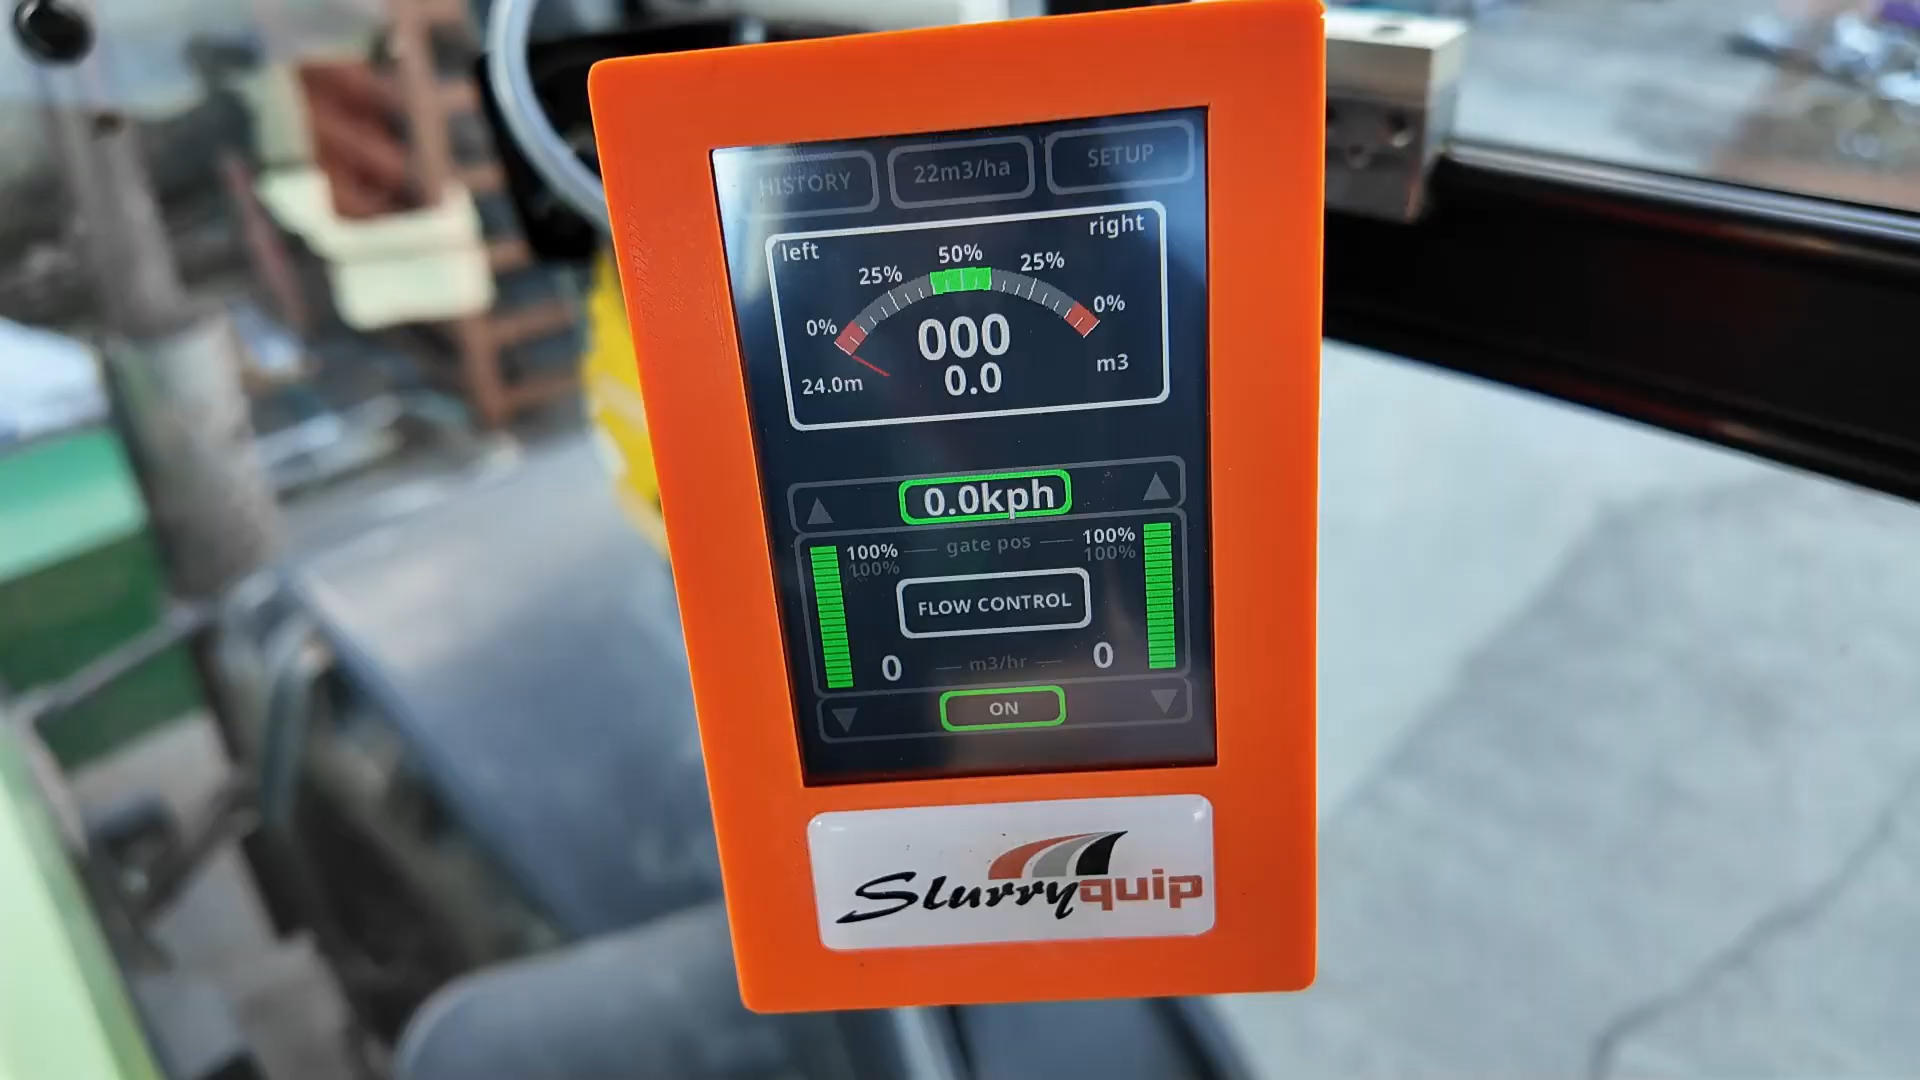 HISTORY 22m3/ha SETUP
left right
25% 50% 25%
0% 0%
000
24.0m 0.0 m3
0.0kph
100% gate pos 100%
100% 100%
FLOW CONTROL
0 m3/hr 0
ON
Slurryquip